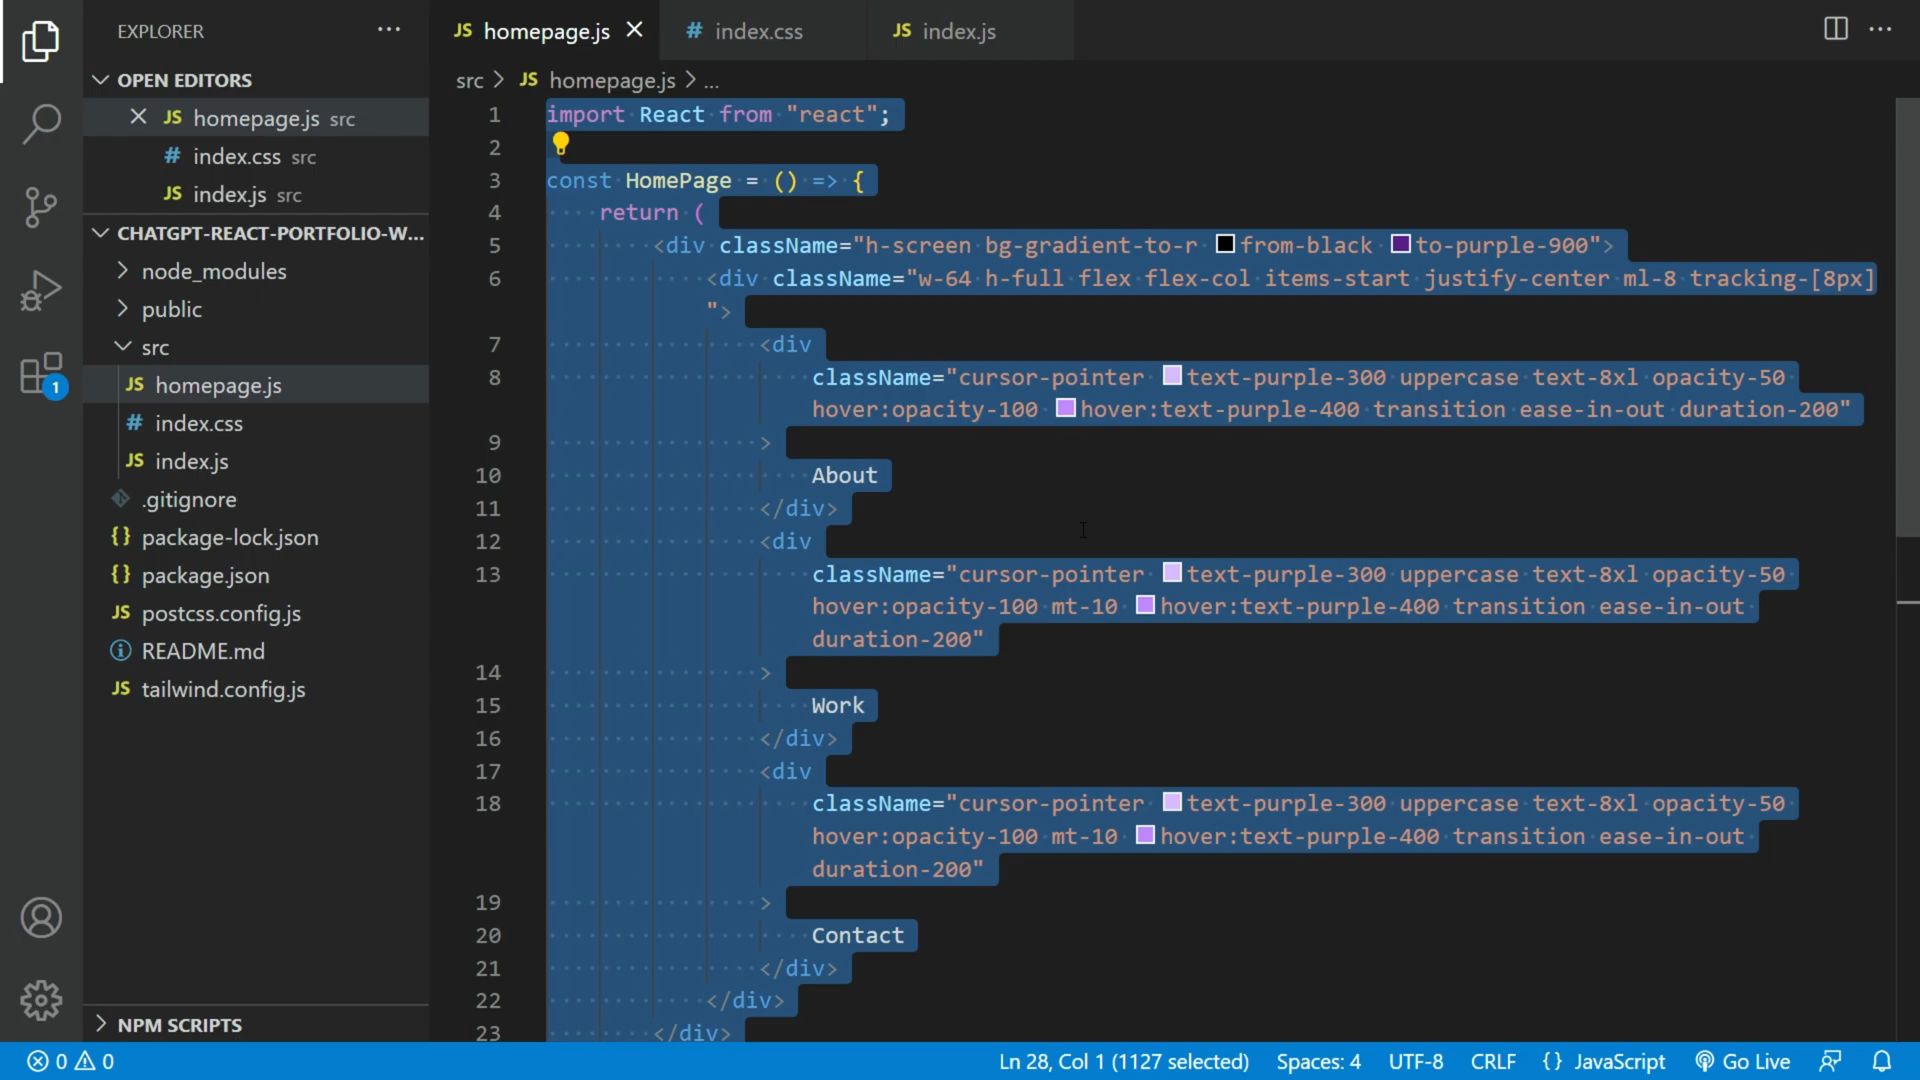 EXPLORER
OPEN EDITORS
JS homepage.js src
# index.css src
JS index.js src
CHATGPT-REACT-PORTFOLIO-W...
node_modules
public
src
JS homepage.js
# index.css
JS index.js
.gitignore
{} package-lock.json
{} package.json
JS postcss.config.js
README.md
JS tailwind.config.js
NPM SCRIPTS
1
JS homepage.js
# index.css
JS index.js
src > JS homepage.js > ...
1 import React from "react";
2
3 const HomePage = () => {
4 return (
5 <div className="h-screen bg-gradient-to-r from-black to-purple-900">
6 <div className="w-64 h-full flex flex-col items-start justify-center ml-8 tracking-[8px]
">
7 <div
8 className="cursor-pointer text-purple-300 uppercase text-8xl opacity-50
hover:opacity-100 hover:text-purple-400 transition ease-in-out duration-200"
9 >
10 About
11 </div>
12 <div
13 className="cursor-pointer text-purple-300 uppercase text-8xl opacity-50
hover:opacity-100 mt-10 hover:text-purple-400 transition ease-in-out
duration-200"
14 >
15 Work
16 </div>
17 <div
18 className="cursor-pointer text-purple-300 uppercase text-8xl opacity-50
hover:opacity-100 mt-10 hover:text-purple-400 transition ease-in-out
duration-200"
19 >
20 Contact
21 </div>
22 </div>
23 </div>
0 0
Ln 28, Col 1 (1127 selected) Spaces: 4 UTF-8 CRLF {} JavaScript Go Live